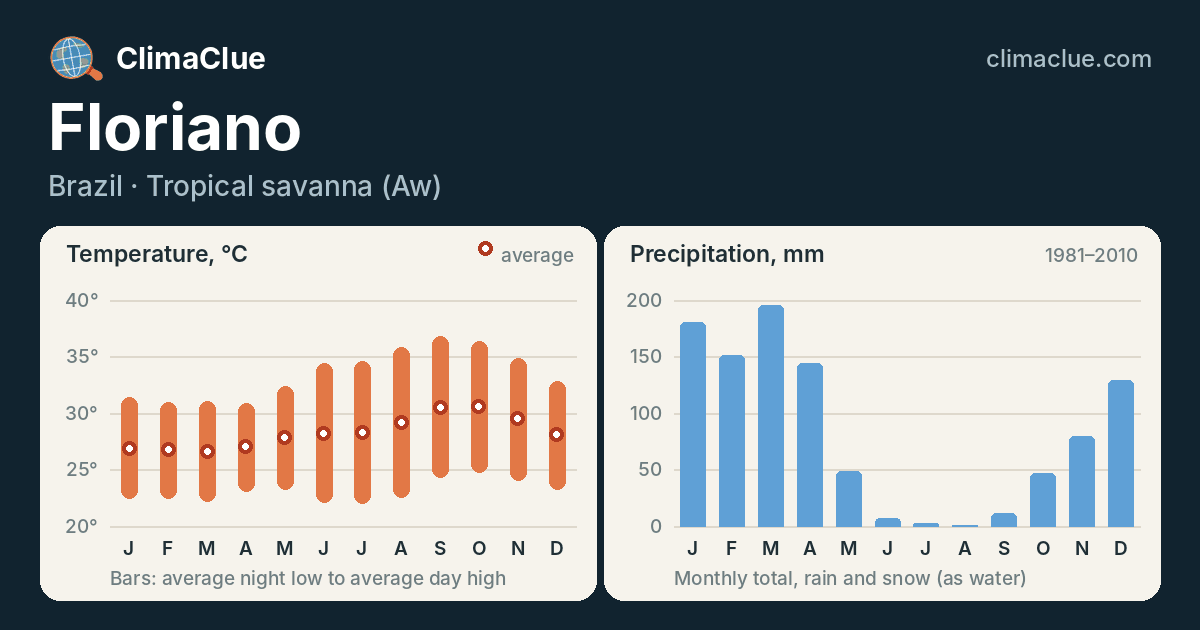 ClimaClue
climaclue.com
Floriano
Brazil · Tropical savanna (Aw)
Temperature, °C
average
40°
35°
30°
25°
20°
J F M A M J J A S O N D
Bars: average night low to average day high
Precipitation, mm
1981–2010
200
150
100
50
0
J F M A M J J A S O N D
Monthly total, rain and snow (as water)